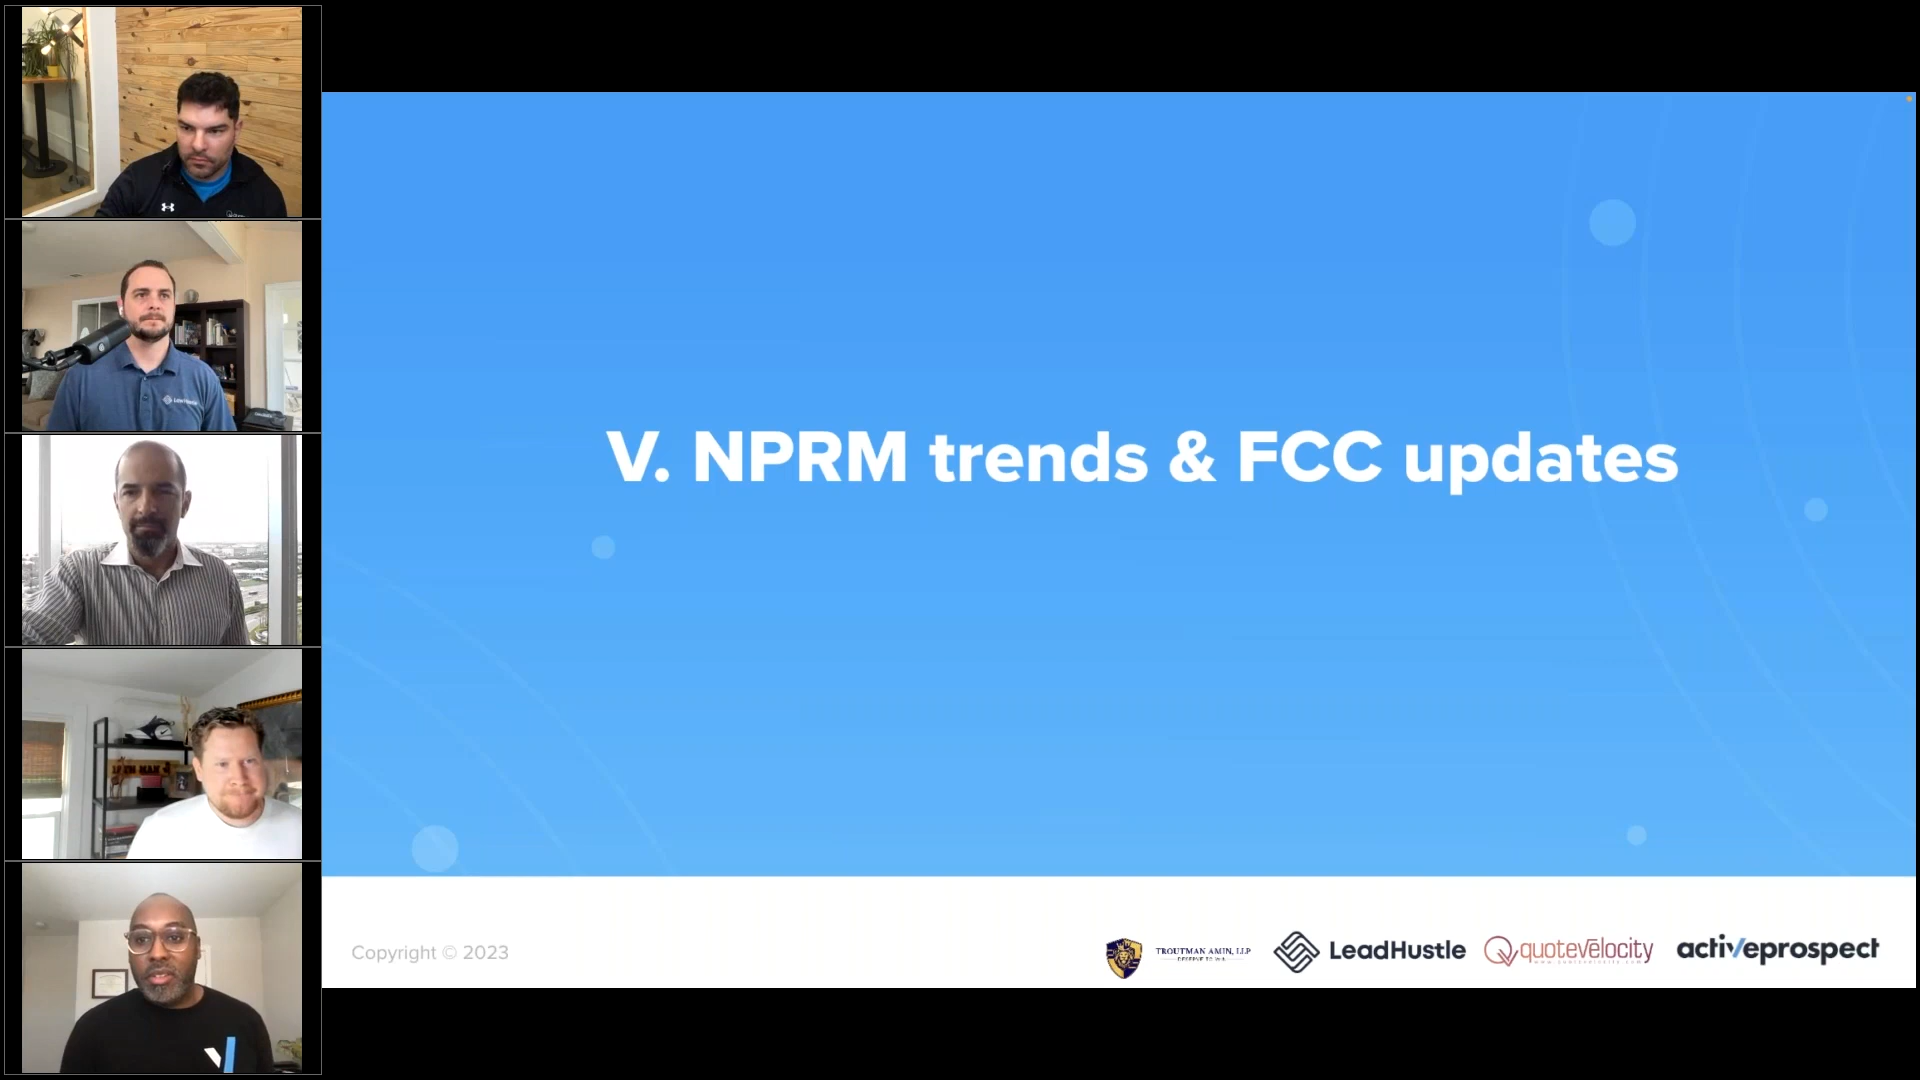 V. NPRM trends & FCC updates
Copyright © 2023
TROUTMAN AMIN, LLP
LeadHustle
quotevelocity
activeprospect